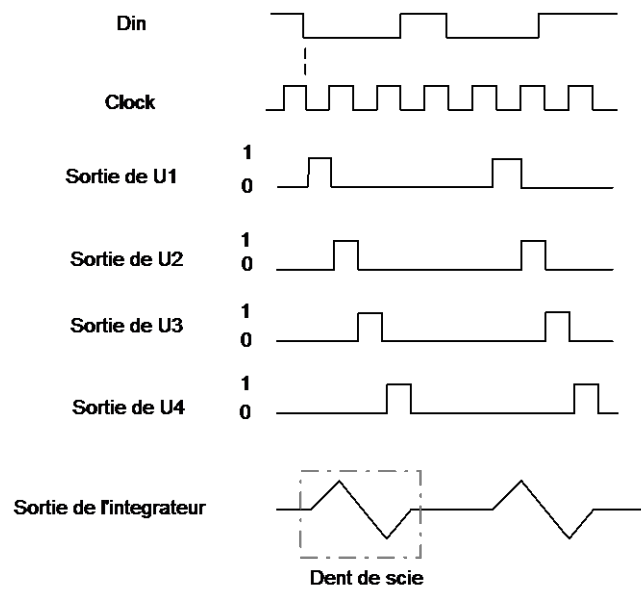 Din
Clock
1
Sortie de U1
0
1
Sortie de U2
0
1
Sortie de U3
0
1
Sortie de U4
0
Sortie de l'integrateur
Dent de scie